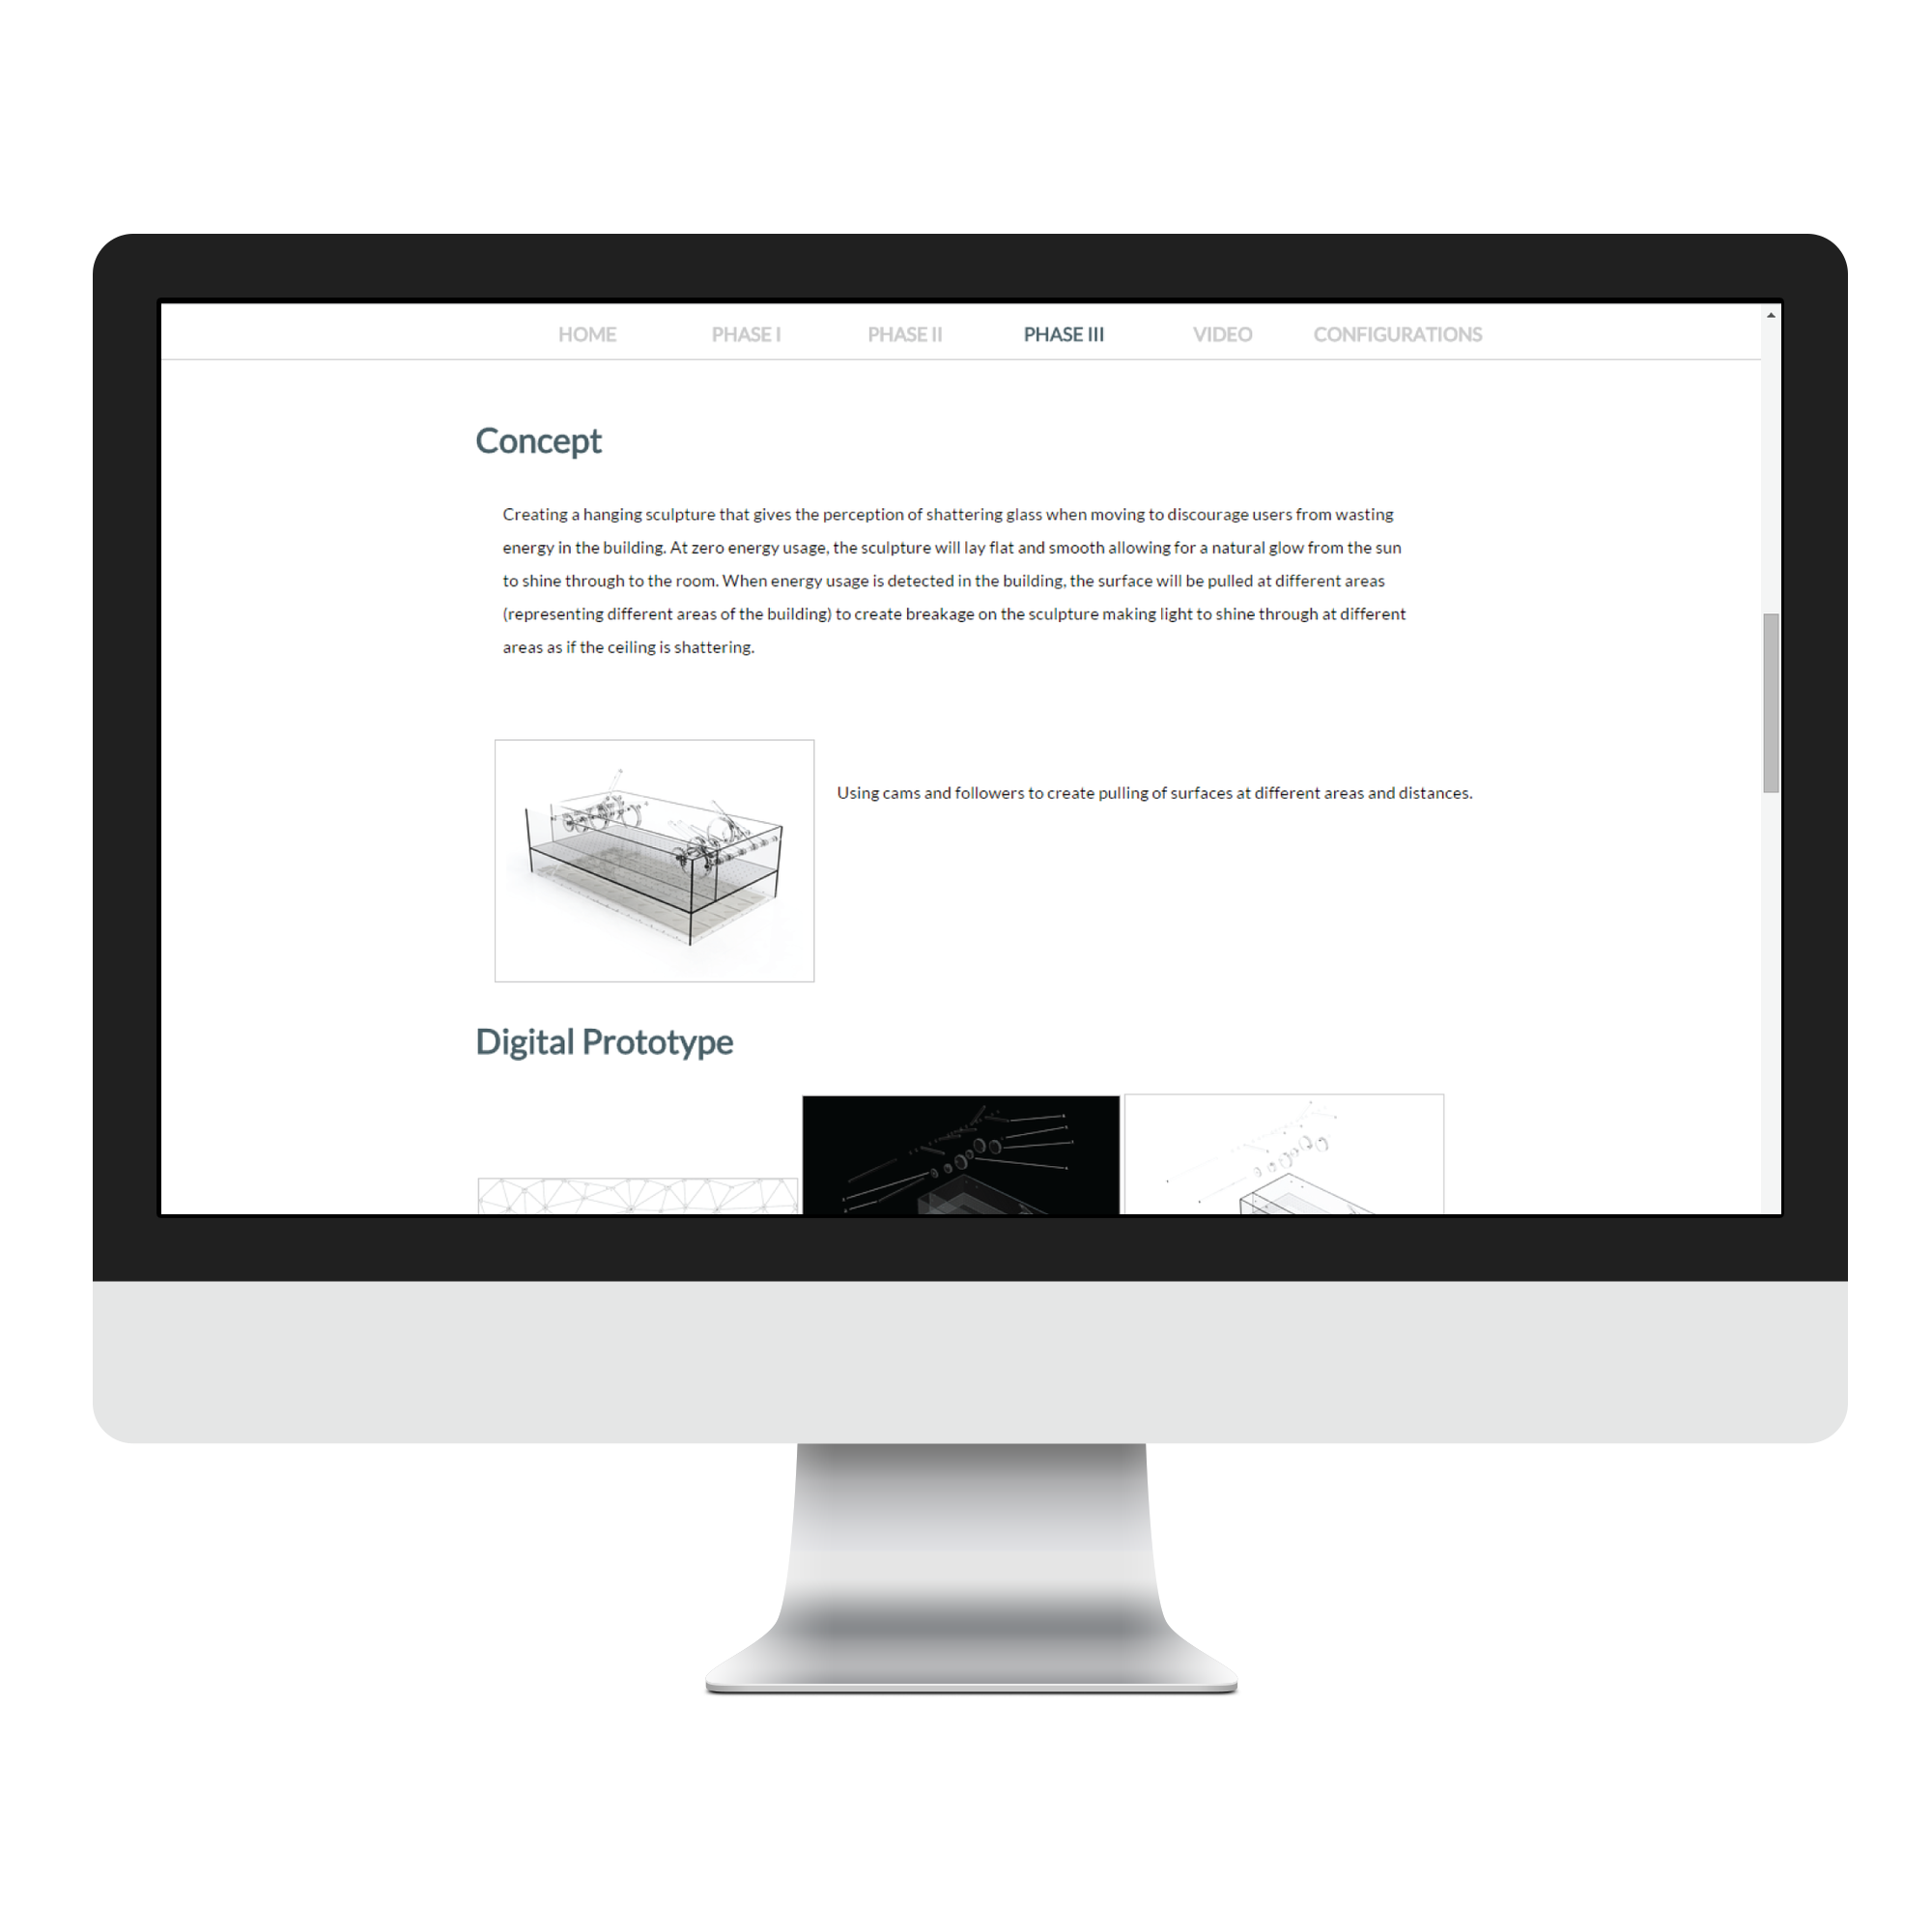 HOME PHASE I PHASE II PHASE III VIDEO CONFIGURATIONS
Concept
Creating a hanging sculpture that gives the perception of shattering glass when moving to discourage users from wasting
energy in the building. At zero energy usage, the sculpture will lay flat and smooth allowing for a natural glow from the sun
to shine through to the room. When energy usage is detected in the building, the surface will be pulled at different areas
(representing different areas of the building) to create breakage on the sculpture making light to shine through at different
areas as if the ceiling is shattering.
Using cams and followers to create pulling of surfaces at different areas and distances.
Digital Prototype